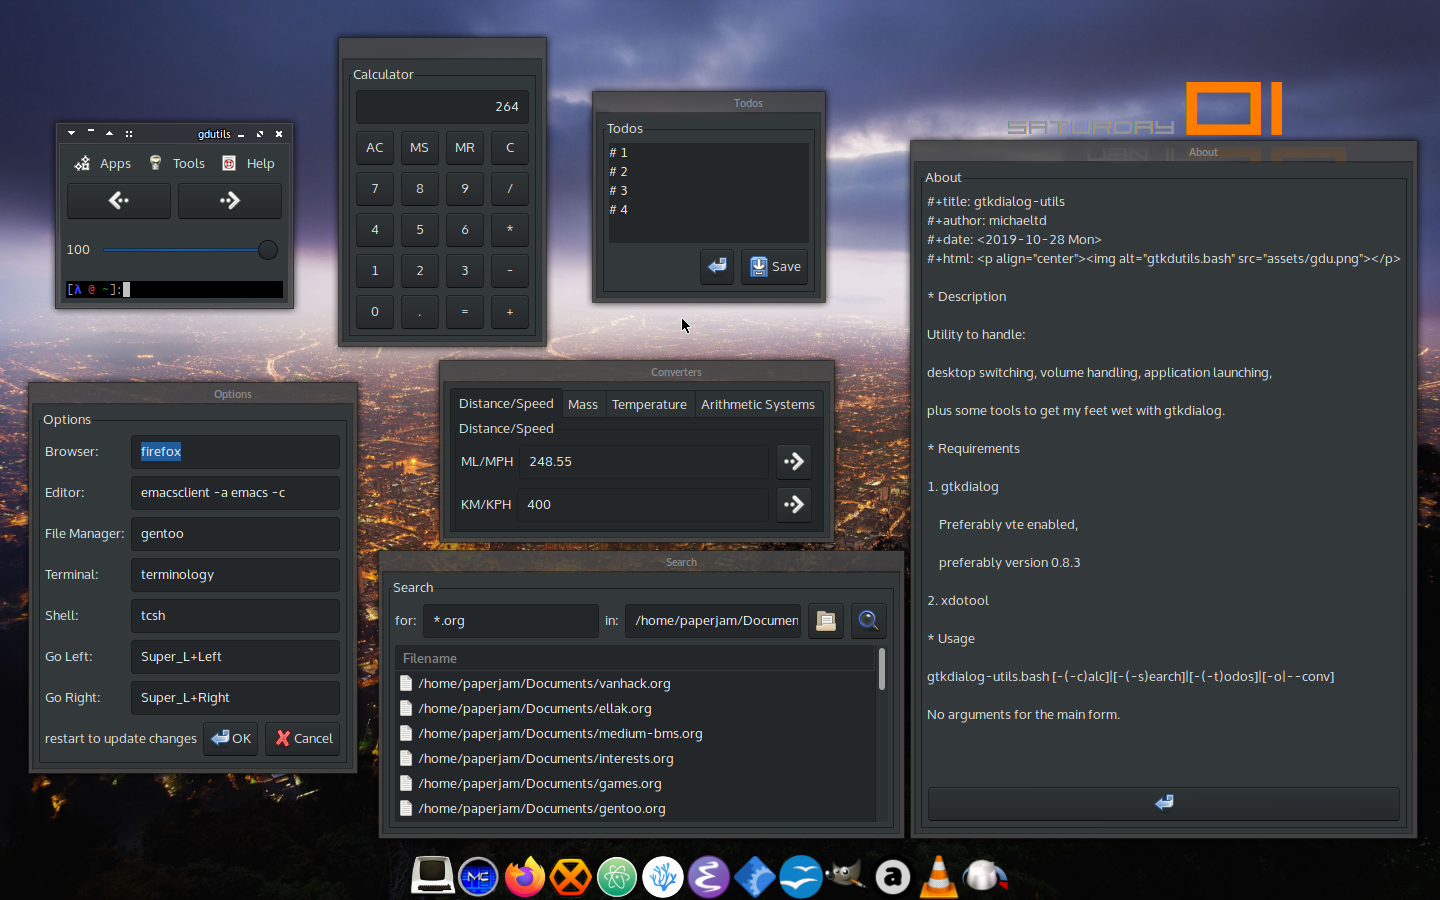 SATURDAY 01
gdutils
Apps Tools Help
100
[λ @ ~]:
Calculator
264
AC MS MR C
7 8 9 /
4 5 6 *
1 2 3 -
0 . = +
Todos
Todos
# 1
# 2
# 3
# 4
Save
About
About
#+title: gtkdialog-utils
#+author: michaeltd
#+date: <2019-10-28 Mon>
#+html: <p align="center"><img alt="gtkdutils.bash" src="assets/gdu.png"></p>
* Description
Utility to handle:
desktop switching, volume handling, application launching,
plus some tools to get my feet wet with gtkdialog.
* Requirements
1. gtkdialog
Preferably vte enabled,
preferably version 0.8.3
2. xdotool
* Usage
gtkdialog-utils.bash [-(-c)alc]|[-(-s)earch]|[-(-t)odos]|[-o|--conv]
No arguments for the main form.
Options
Options
Browser: firefox
Editor: emacsclient -a emacs -c
File Manager: gentoo
Terminal: terminology
Shell: tcsh
Go Left: Super_L+Left
Go Right: Super_L+Right
restart to update changes OK Cancel
Converters
Distance/Speed Mass Temperature Arithmetic Systems
Distance/Speed
ML/MPH 248.55
KM/KPH 400
Search
Search
for: *.org in: /home/paperjam/Documen
Filename
/home/paperjam/Documents/vanhack.org
/home/paperjam/Documents/ellak.org
/home/paperjam/Documents/medium-bms.org
/home/paperjam/Documents/interests.org
/home/paperjam/Documents/games.org
/home/paperjam/Documents/gentoo.org
MC
a